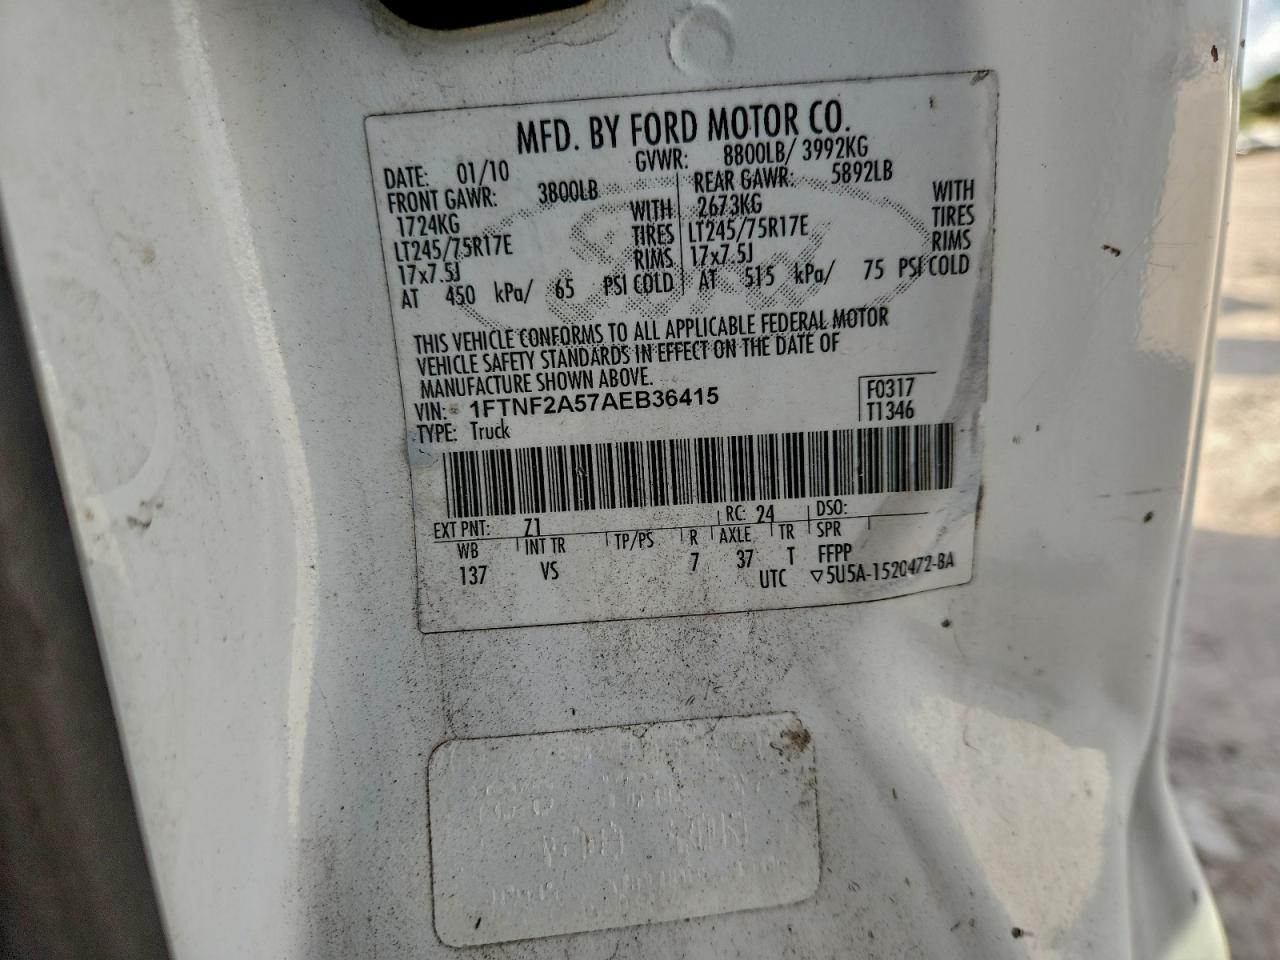 MFD. BY FORD MOTOR CO.
DATE: 01/10 GVWR: 8800LB/ 3992KG
FRONT GAWR: 3800LB REAR GAWR: 5892LB
1724KG WITH 2673KG WITH
LT245/75R17E TIRES LT245/75R17E TIRES
17x7.5J RIMS 17x7.5J RIMS
AT 450 kPa/ 65 PSI COLD AT 515 kPa/ 75 PSI COLD
THIS VEHICLE CONFORMS TO ALL APPLICABLE FEDERAL MOTOR
VEHICLE SAFETY STANDARDS IN EFFECT ON THE DATE OF
MANUFACTURE SHOWN ABOVE.
VIN: 1FTNF2A57AEB36415 F0317
TYPE: Truck T1346
EXT PNT: Z1 RC: 24 DSO:
WB INT TR TP/PS R AXLE TR SPR
137 VS 7 37 T FFPP
UTC ▽5U5A-1520472-BA